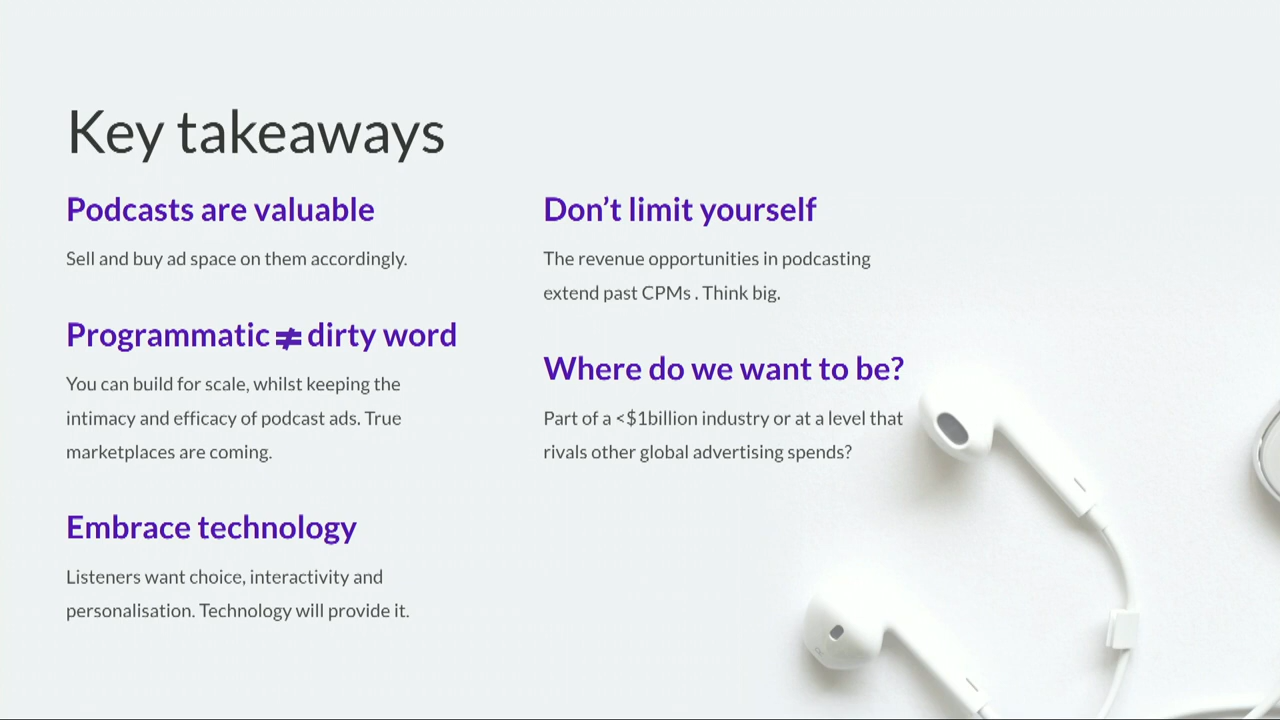 Key takeaways
Podcasts are valuable
Sell and buy ad space on them accordingly.
Programmatic ≠ dirty word
You can build for scale, whilst keeping the
intimacy and efficacy of podcast ads. True
marketplaces are coming.
Embrace technology
Listeners want choice, interactivity and
personalisation. Technology will provide it.
Don’t limit yourself
The revenue opportunities in podcasting
extend past CPMs . Think big.
Where do we want to be?
Part of a <$1billion industry or at a level that
rivals other global advertising spends?